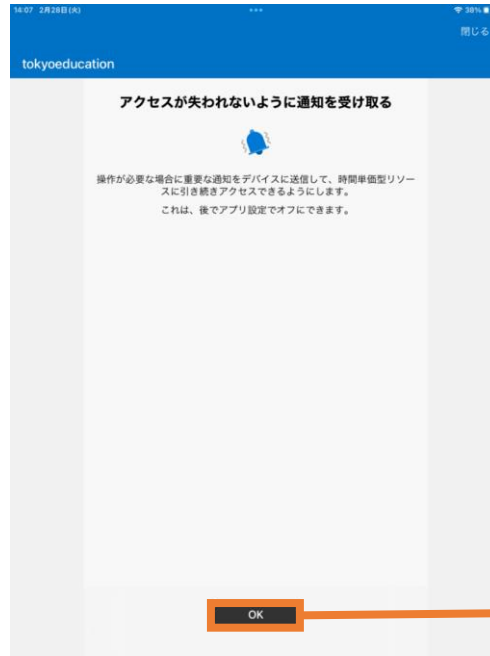 14:07 2月28日(火)
38%
閉じる
tokyoeducation
アクセスが失われないように通知を受け取る
操作が必要な場合に重要な通知をデバイスに送信して、時間単価型リソー
スに引き続きアクセスできるようにします。
これは、後でアプリ設定でオフにできます。
OK